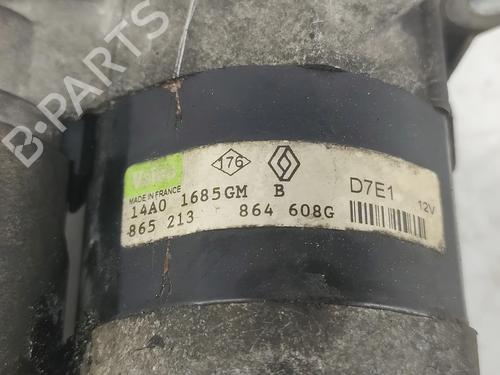 B-PARTS
Valeo
176
MADE IN FRANCE
14A0 1685GM B
D7E1
12V
865 213 864 608G